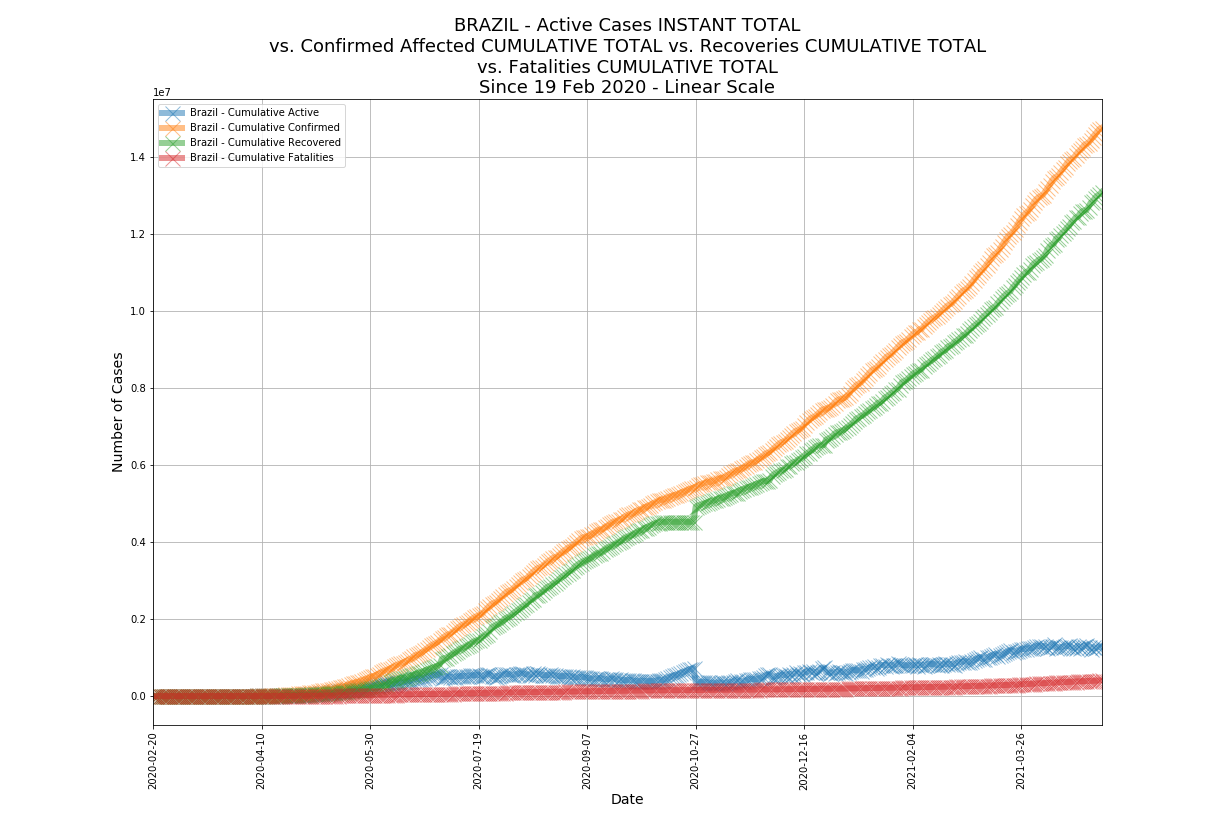 BRAZIL - Active Cases INSTANT TOTAL
vs. Confirmed Affected CUMULATIVE TOTAL vs. Recoveries CUMULATIVE TOTAL
vs. Fatalities CUMULATIVE TOTAL
Since 19 Feb 2020 - Linear Scale
1e7
Brazil - Cumulative Active
Brazil - Cumulative Confirmed
Brazil - Cumulative Recovered
Brazil - Cumulative Fatalities
1.4
1.2
1.0
0.8
0.6
0.4
0.2
0.0
Number of Cases
2020-02-20
2020-04-10
2020-05-30
2020-07-19
2020-09-07
2020-10-27
2020-12-16
2021-02-04
2021-03-26
Date